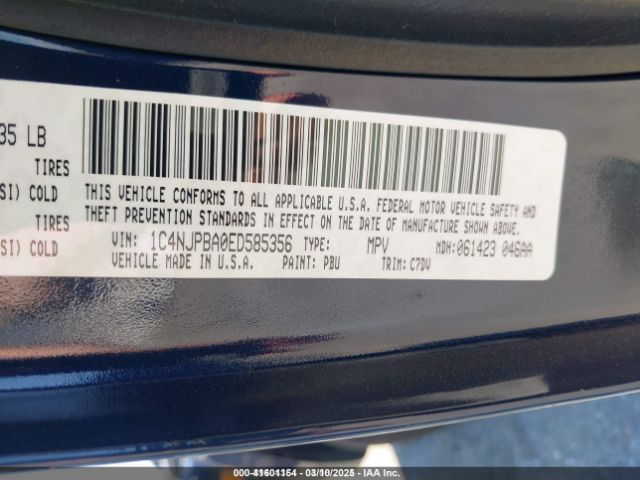 35 LB
TIRES
SI) COLD
TIRES
SI) COLD
THIS VEHICLE CONFORMS TO ALL APPLICABLE U.S.A. FEDERAL MOTOR VEHICLE SAFETY AND
THEFT PREVENTION STANDARDS IN EFFECT ON THE DATE OF MANUFACTURE SHOWN ABOVE.
VIN: 1C4NJPBA0ED585356 TYPE: MPV MDH:061423 046AA
VEHICLE MADE IN U.S.A. PAINT: PBU TRIM: C7DV
000-41601154 — 03/10/2025 — IAA Inc.